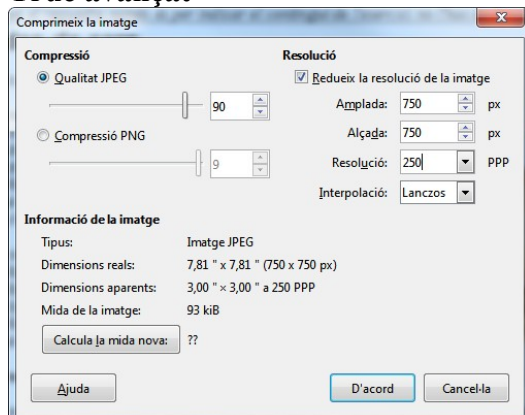 Comprimeix la imatge
Compressió
Qualitat JPEG
90
Compressió PNG
9
Resolució
Redueix la resolució de la imatge
Amplada: 750 px
Alçada: 750 px
Resolució: 250 PPP
Interpolació: Lanczos
Informació de la imatge
Tipus: Imatge JPEG
Dimensions reals: 7,81 " x 7,81 " (750 x 750 px)
Dimensions aparents: 3,00 " × 3,00 " a 250 PPP
Mida de la imatge: 93 kiB
Calcula la mida nova: ??
Ajuda D'acord Cancel·la